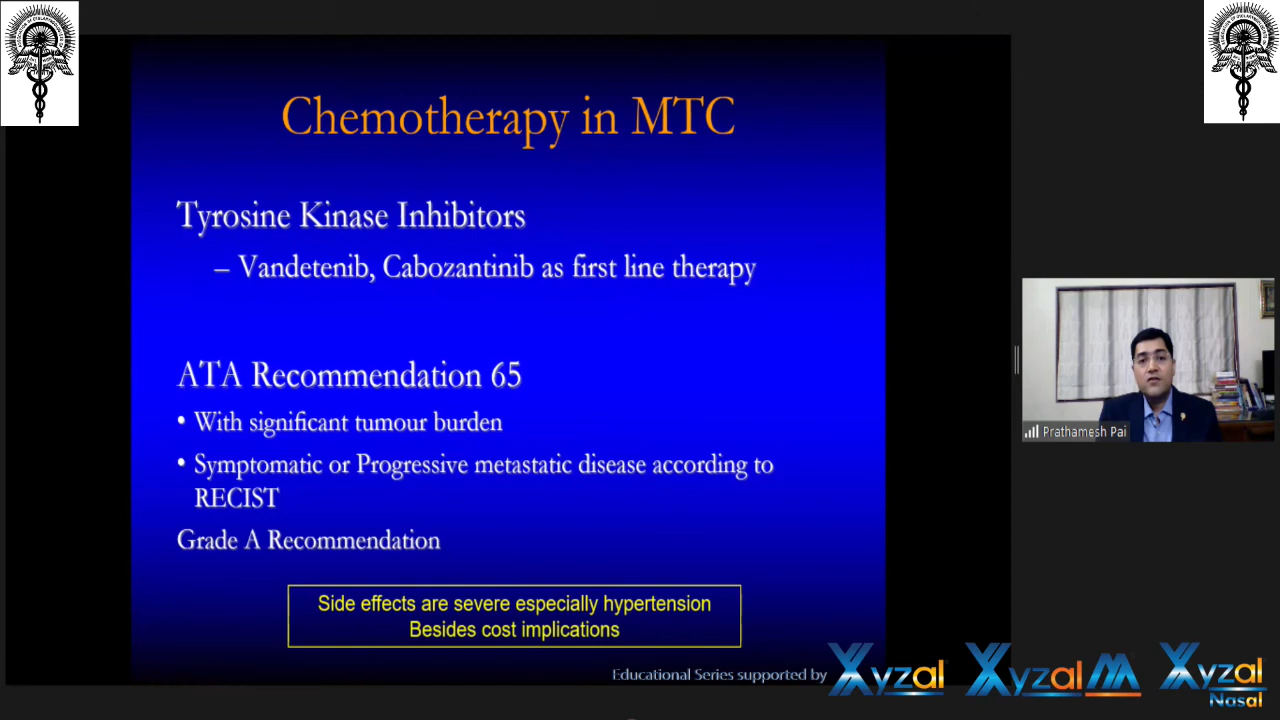 Chemotherapy in MTC
Tyrosine Kinase Inhibitors
– Vandetenib, Cabozantinib as first line therapy
ATA Recommendation 65
• With significant tumour burden
• Symptomatic or Progressive metastatic disease according to
RECIST
Grade A Recommendation
Side effects are severe especially hypertension
Besides cost implications
Prathamesh Pai
Educational Series supported by
Xyzal
Xyzal M
Xyzal
Nasal